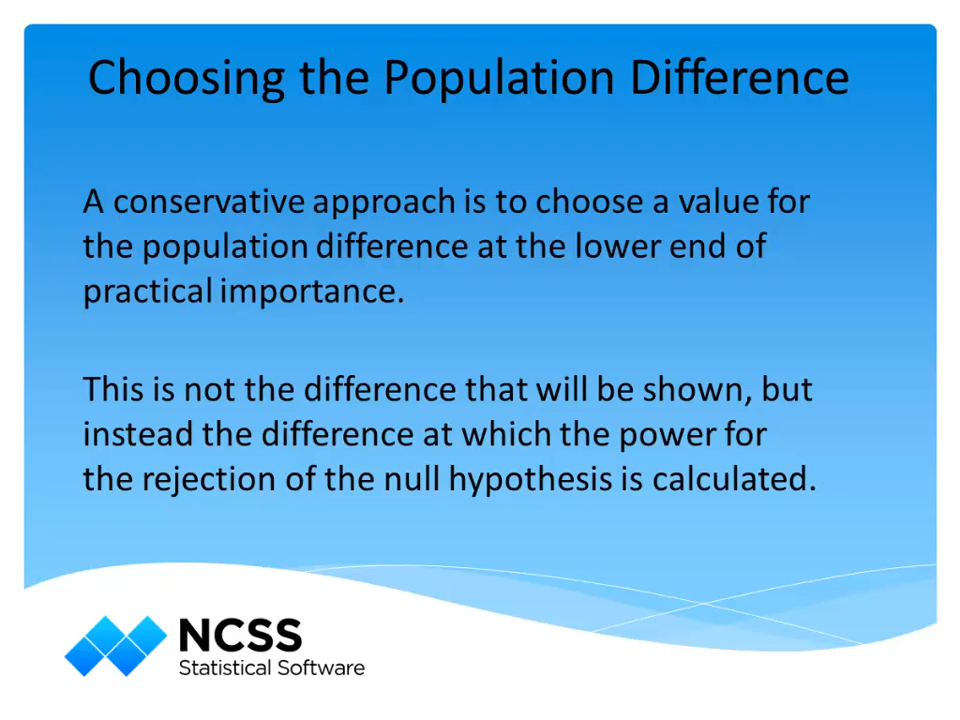 Choosing the Population Difference
A conservative approach is to choose a value for
the population difference at the lower end of
practical importance.
This is not the difference that will be shown, but
instead the difference at which the power for
the rejection of the null hypothesis is calculated.
NCSS
Statistical Software